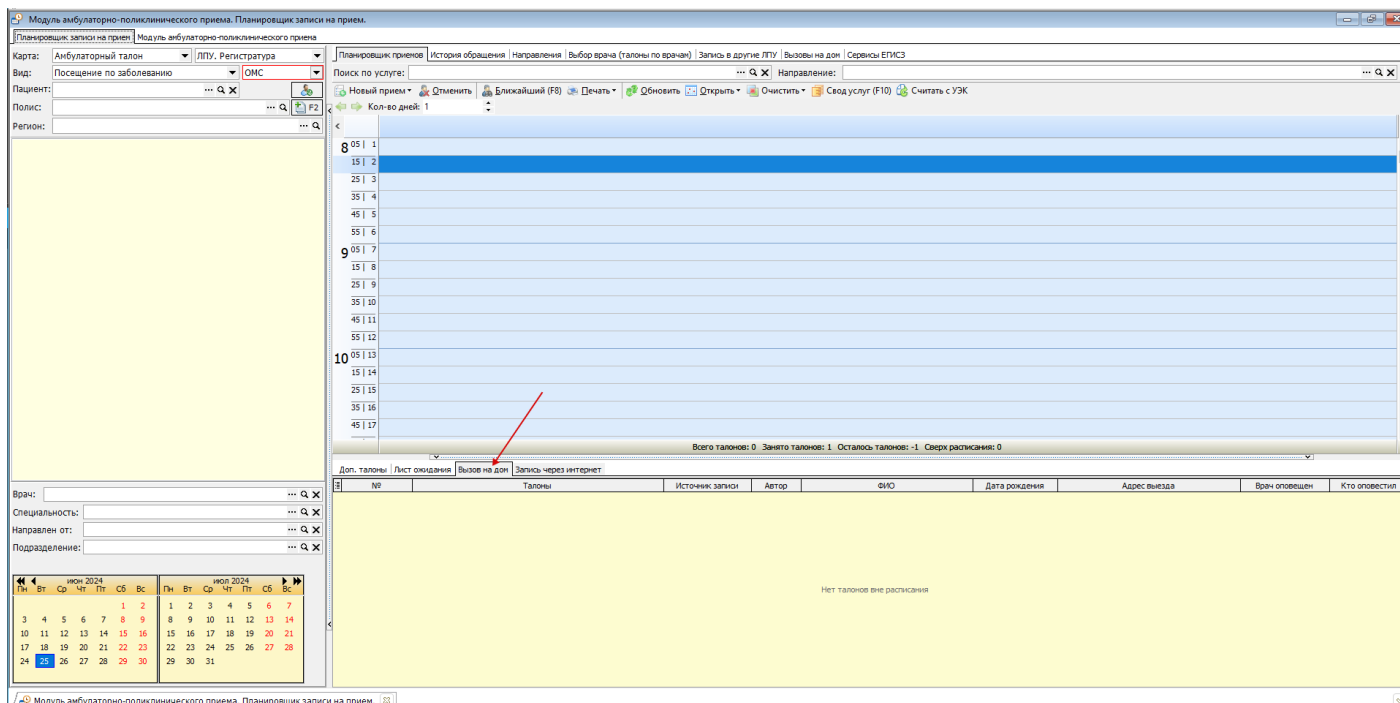 Модуль амбулаторно-поликлинического приема. Планировщик записи на прием.
Планировщик записи на прием Модуль амбулаторно-поликлинического приема
Карта: Амбулаторный талон ЛПУ. Регистратура
Вид: Посещение по заболеванию ОМС
Пациент:
Полис: F2
Регион:
Планировщик приемов История обращения Направления Выбор врача (талоны по врачам) Запись в другие ЛПУ Вызовы на дом Сервисы ЕГИСЗ
Поиск по услуге: Направление:
Новый прием Отменить Ближайший (F8) Печать Обновить Открыть Очистить Свод услуг (F10) Считать с УЭК
Кол-во дней: 1
8 05 | 1
15 | 2
25 | 3
35 | 4
45 | 5
55 | 6
9 05 | 7
15 | 8
25 | 9
35 | 10
45 | 11
55 | 12
10 05 | 13
15 | 14
25 | 15
35 | 16
45 | 17
Всего талонов: 0 Занято талонов: 1 Осталось талонов: -1 Сверх расписания: 0
Доп. талоны Лист ожидания Вызов на дом Запись через интернет
№ Талоны Источник записи Автор ФИО Дата рождения Адрес выезда Врач оповещен Кто оповестил
Нет талонов вне расписания
Врач:
Специальность:
Направлен от:
Подразделение:
июн 2024 июл 2024
Пн Вт Ср Чт Пт Сб Вс Пн Вт Ср Чт Пт Сб Вс
1 2 1 2 3 4 5 6 7
3 4 5 6 7 8 9 8 9 10 11 12 13 14
10 11 12 13 14 15 16 15 16 17 18 19 20 21
17 18 19 20 21 22 23 22 23 24 25 26 27 28
24 25 26 27 28 29 30 29 30 31
Модуль амбулаторно-поликлинического приема. Планировщик записи на прием.